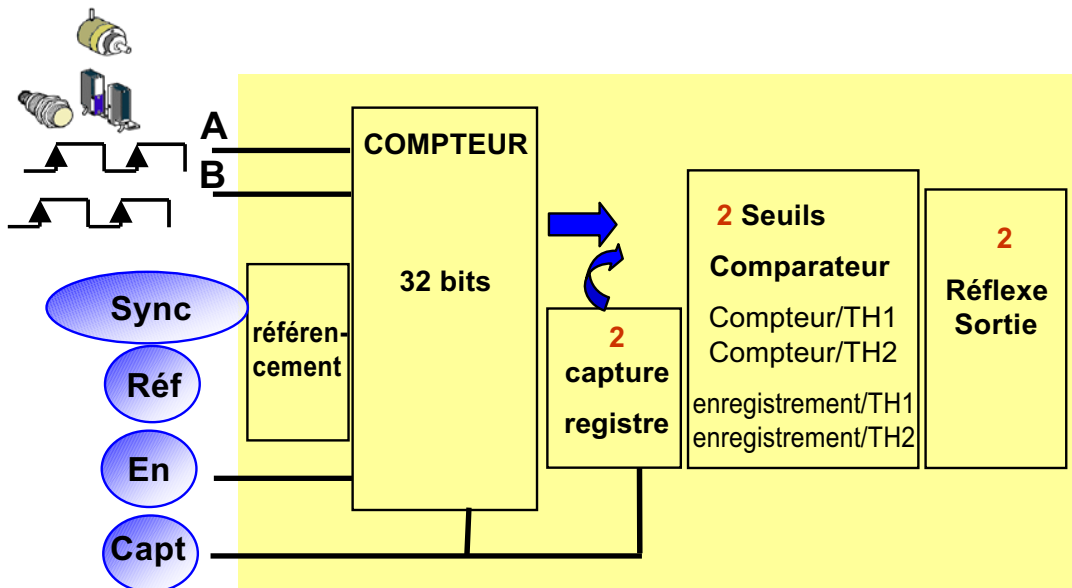 A
B
COMPTEUR
32 bits
Sync
Réf
En
Capt
référen-
cement
2
capture
registre
2 Seuils
Comparateur
Compteur/TH1
Compteur/TH2
enregistrement/TH1
enregistrement/TH2
2
Réflexe
Sortie